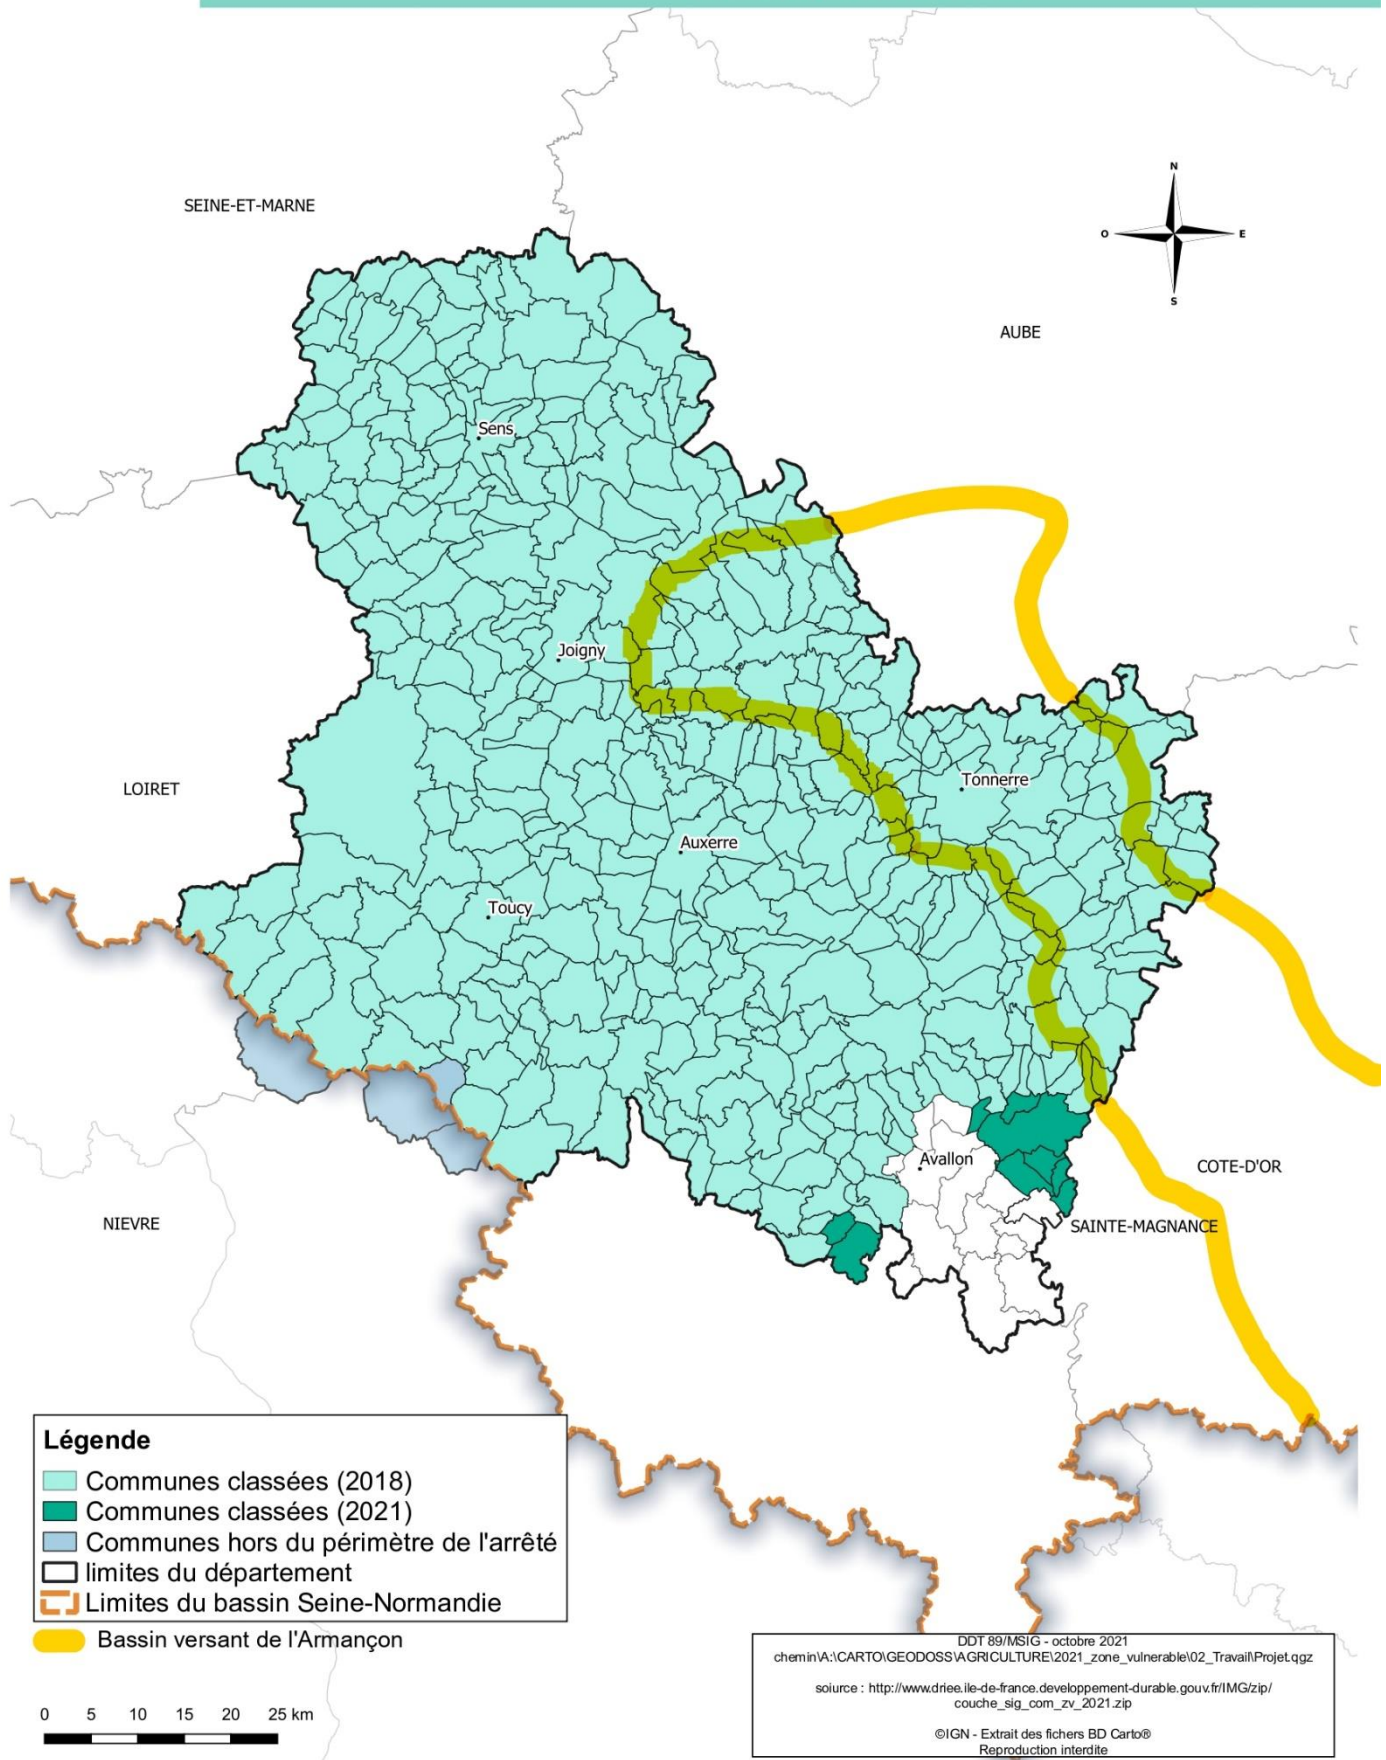 N
O
E
S
SEINE-ET-MARNE
AUBE
Sens
Joigny
LOIRET
Tonnerre
Auxerre
Toucy
Avallon
COTE-D'OR
NIEVRE
SAINTE-MAGNANCE
Légende
Communes classées (2018)
Communes classées (2021)
Communes hors du périmètre de l'arrêté
limites du département
Limites du bassin Seine-Normandie
Bassin versant de l'Armançon
0 5 10 15 20 25 km
DDT 89/MSIG - octobre 2021
chemin\A:\CARTO\GEODOSS\AGRICULTURE\2021_zone_vulnerable\02_Travail\Projet.qgz
soiurce : http://www.driee.ile-de-france.developpement-durable.gouv.fr/IMG/zip/
couche_sig_com_zv_2021.zip
©IGN - Extrait des fichers BD Carto®
Reproduction interdite